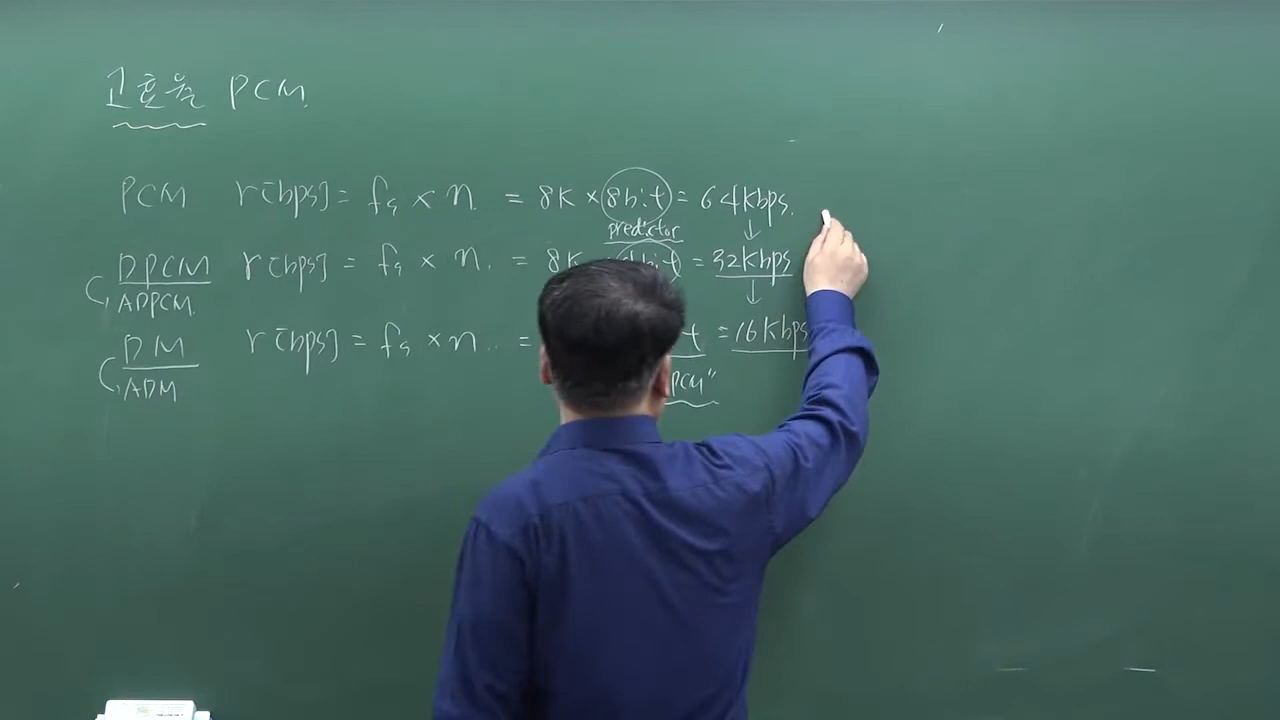 고효율 PCM
PCM r[bps] = fs × n = 8K × 8bit = 64kbps.
↓
predictor
DPCM r[bps] = fs × n. = 8K bit = 32kbps
ADPCM
↓
DM r[bps] = fs × n.. = t = 16kbps
ADM
PCM"